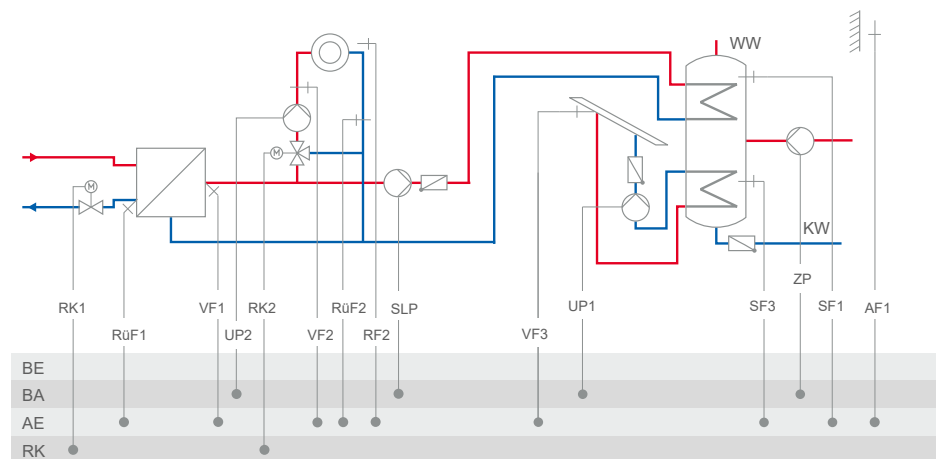 WW
M
M
KW
RK1
VF1
RK2
RüF2
SLP
UP1
ZP
SF3
SF1
AF1
RüF1
UP2
VF2
RF2
VF3
BE
BA
AE
RK